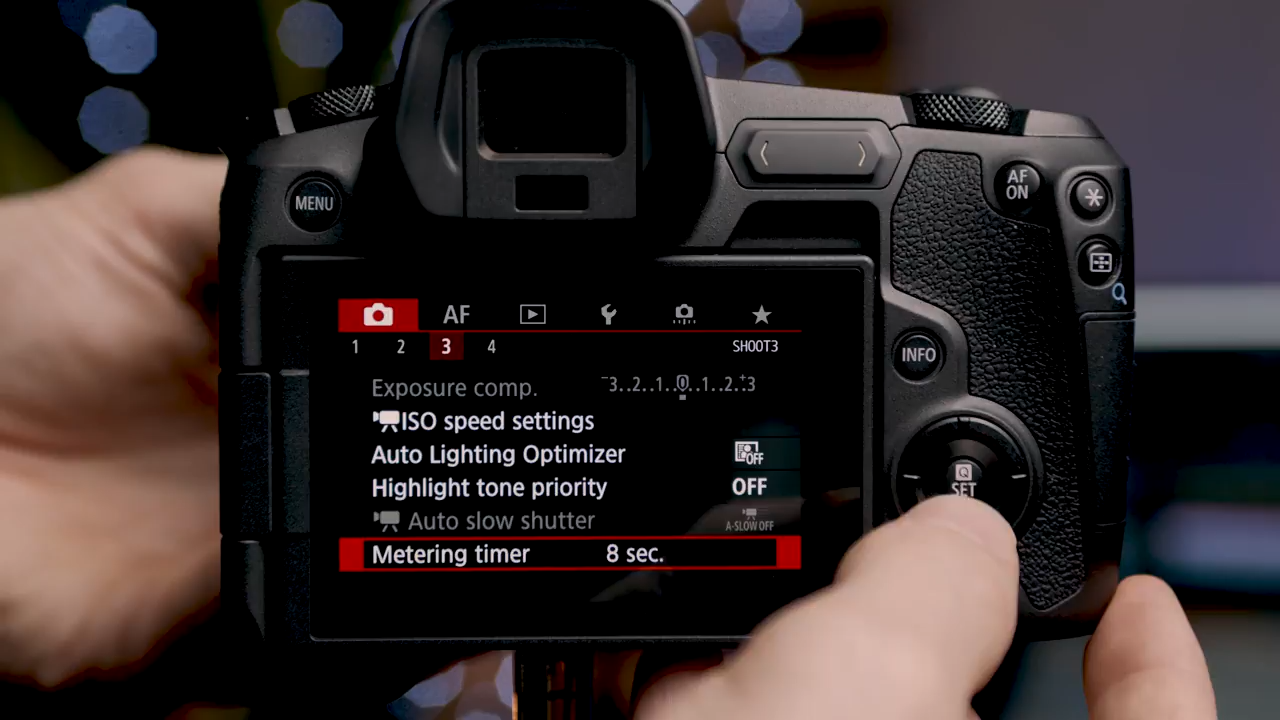 MENU
AF
ON
INFO
Q
SET
AF
1 2 3 4 SHOOT3
Exposure comp. -3..2..1..0..1..2..+3
ISO speed settings
Auto Lighting Optimizer OFF
Highlight tone priority OFF
Auto slow shutter A-SLOW OFF
Metering timer 8 sec.